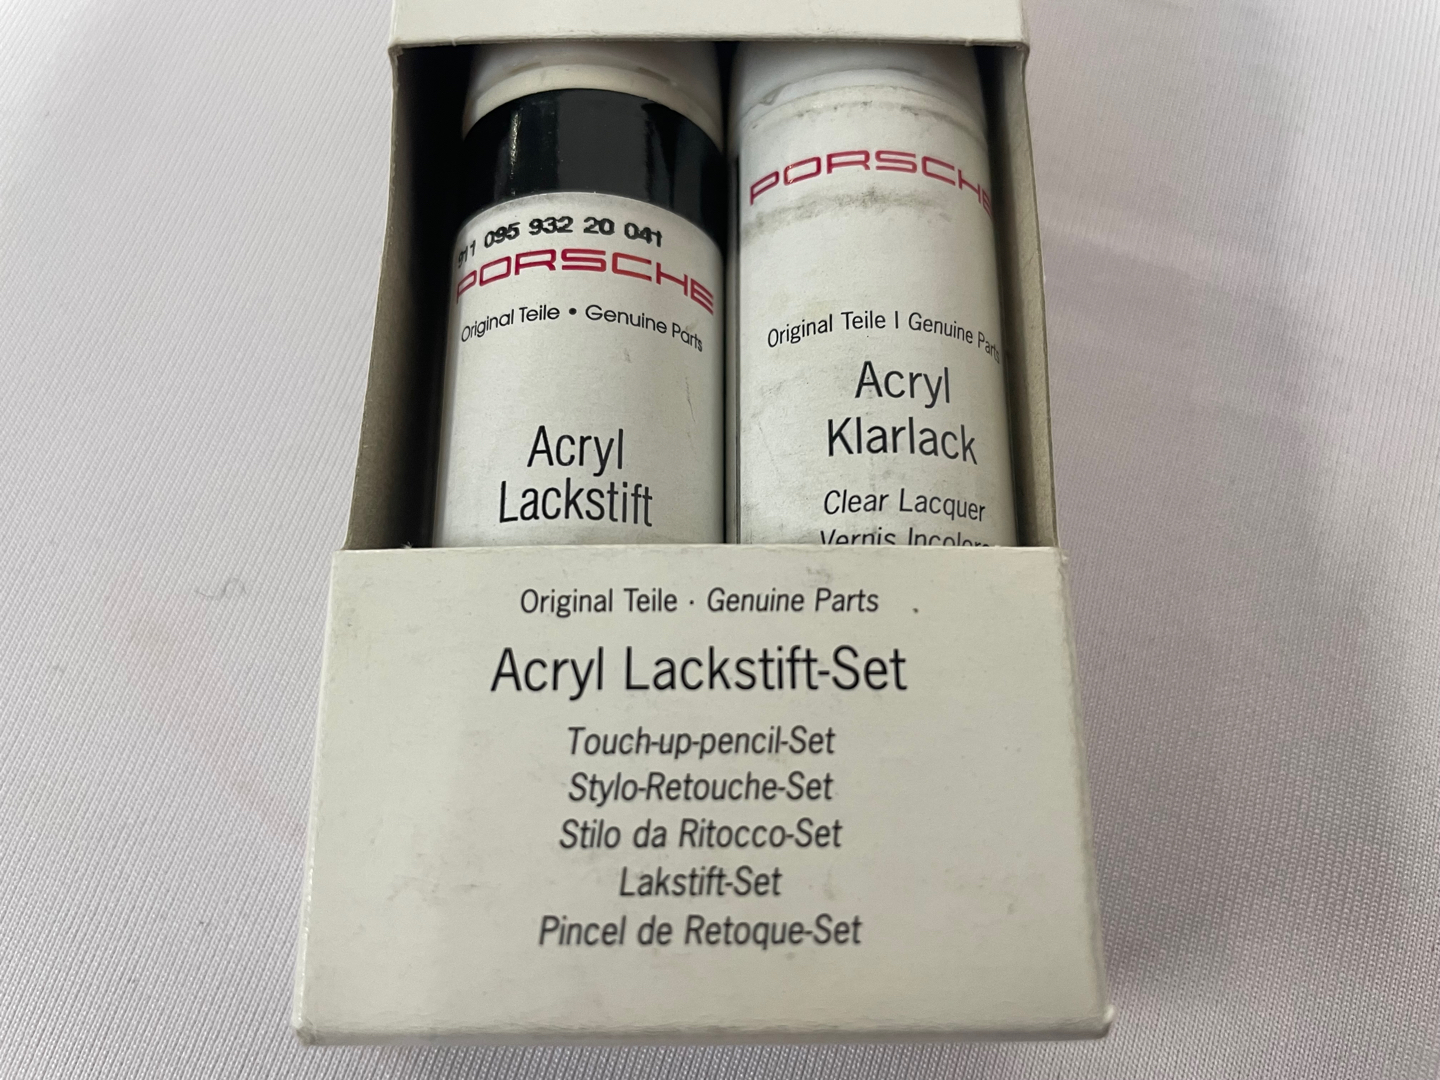 911 095 932 20 041
PORSCHE
Original Teile • Genuine Parts
Acryl
Lackstift
PORSCHE
Original Teile | Genuine Parts
Acryl
Klarlack
Clear Lacquer
Vernis Incolore
Original Teile · Genuine Parts
Acryl Lackstift-Set
Touch-up-pencil-Set
Stylo-Retouche-Set
Stilo da Ritocco-Set
Lakstift-Set
Pincel de Retoque-Set